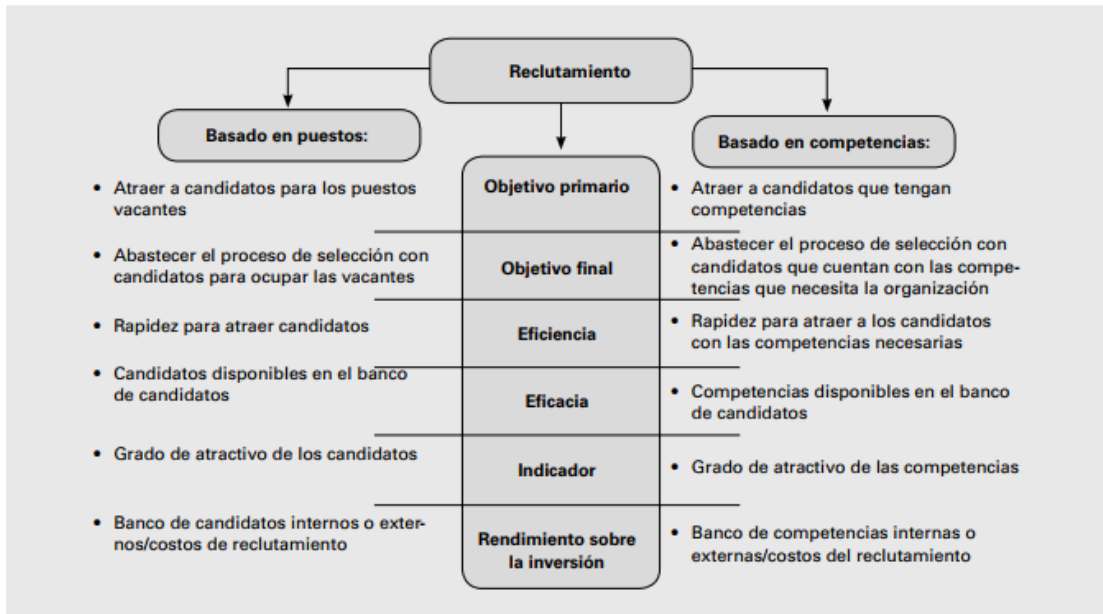 Reclutamiento
Basado en puestos:
Basado en competencias:
• Atraer a candidatos para los puestos
vacantes
Objetivo primario
• Atraer a candidatos que tengan
competencias
• Abastecer el proceso de selección con
candidatos para ocupar las vacantes
Objetivo final
• Abastecer el proceso de selección con
candidatos que cuentan con las compe-
tencias que necesita la organización
• Rapidez para atraer candidatos
Eficiencia
• Rapidez para atraer a los candidatos
con las competencias necesarias
• Candidatos disponibles en el banco
de candidatos
Eficacia
• Competencias disponibles en el banco
de candidatos
• Grado de atractivo de los candidatos
Indicador
• Grado de atractivo de las competencias
• Banco de candidatos internos o exter-
nos/costos de reclutamiento
Rendimiento sobre
la inversión
• Banco de competencias internas o
externas/costos del reclutamiento